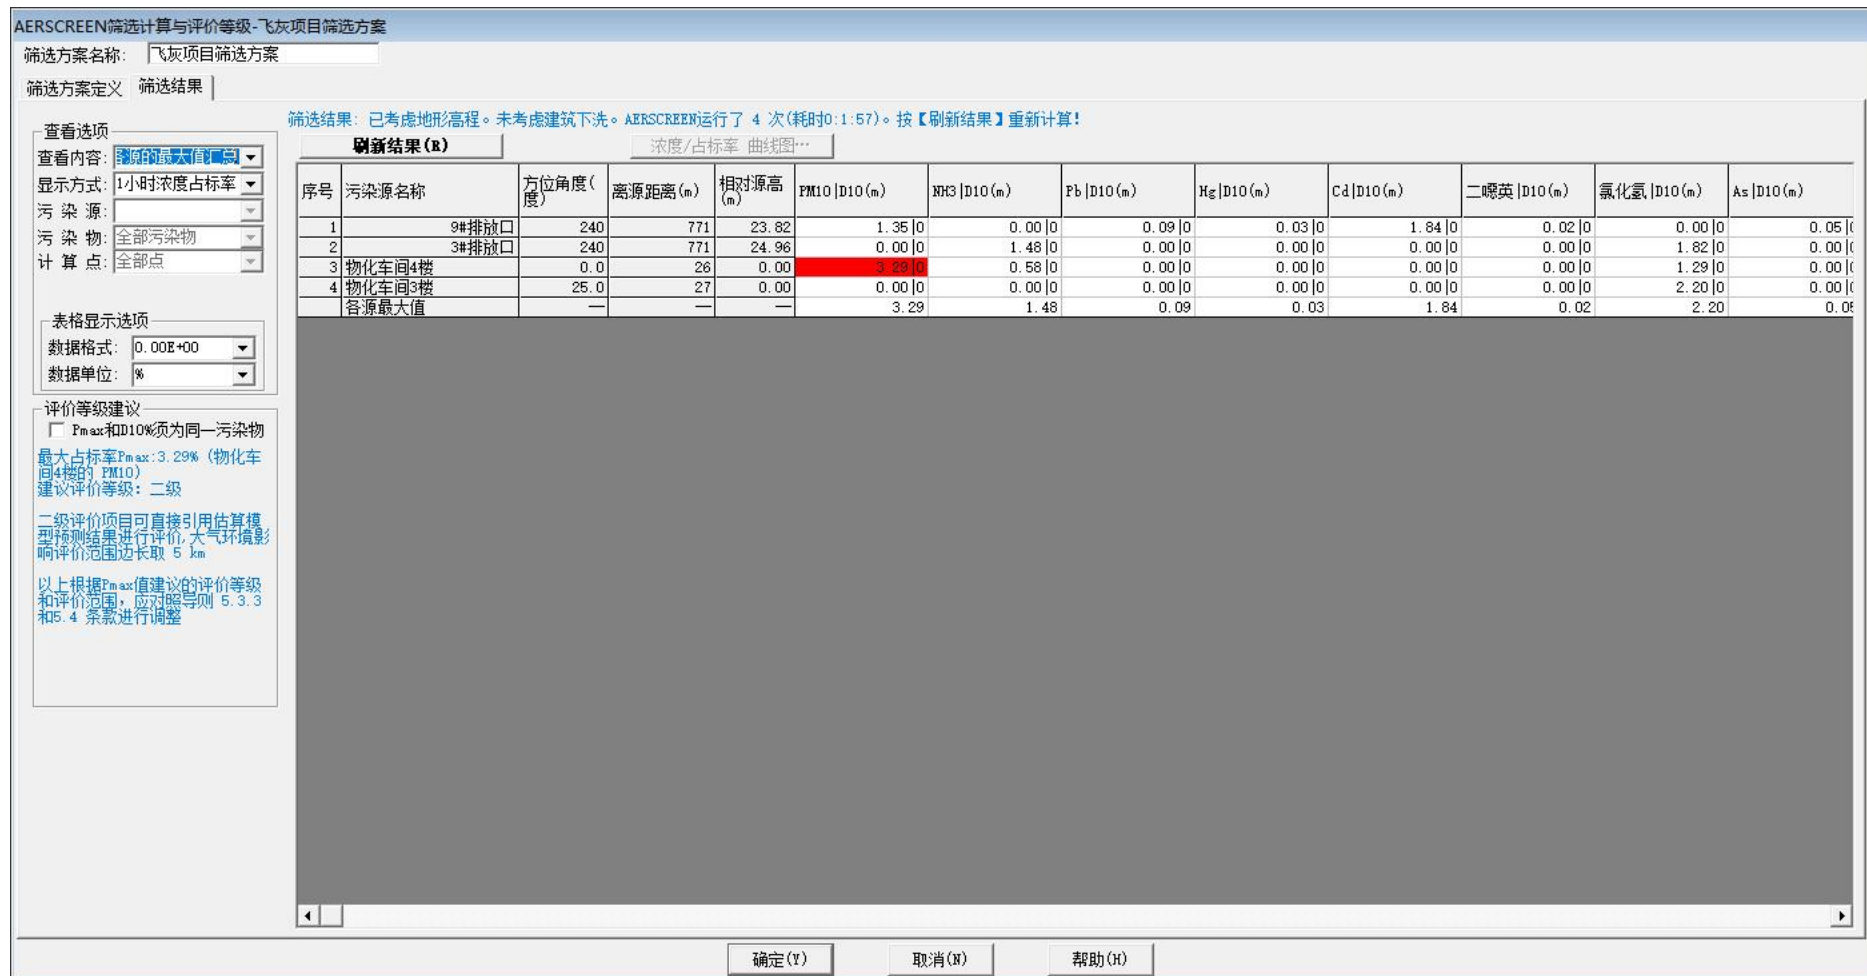 AERSCREEN筛选计算与评价等级-飞灰项目筛选方案
筛选方案名称: 飞灰项目筛选方案
筛选方案定义 筛选结果
筛选结果: 已考虑地形高程。未考虑建筑下洗。AERSCREEN运行了 4 次(耗时0:1:57)。按【刷新结果】重新计算!
刷新结果(R) 浓度/占标率 曲线图…
查看选项
查看内容: 各源的最大值汇总
显示方式: 1小时浓度占标率
污 染 源:
污 染 物: 全部污染物
计 算 点: 全部点
表格显示选项
数据格式: 0.00E+00
数据单位: %
评价等级建议
Pmax和D10%须为同一污染物
最大占标率Pmax:3.29% (物化车
间4楼的 PM10)
建议评价等级: 二级
二级评价项目可直接引用估算模
型预测结果进行评价,大气环境影
响评价范围边长取 5 km
以上根据Pmax值建议的评价等级
和评价范围, 应对照导则 5.3.3
和5.4 条款进行调整
序号 污染源名称 方位角度(度) 离源距离(m) 相对源高(m) PM10|D10(m) NH3|D10(m) Pb|D10(m) Hg|D10(m) Cd|D10(m) 二噁英|D10(m) 氯化氢|D10(m) As|D10(m)
1 9#排放口 240 771 23.82 1.35|0 0.00|0 0.09|0 0.03|0 1.84|0 0.02|0 0.00|0 0.05|0
2 3#排放口 240 771 24.96 0.00|0 1.48|0 0.00|0 0.00|0 0.00|0 0.00|0 1.82|0 0.00|0
3 物化车间4楼 0.0 26 0.00 3.29|0 0.58|0 0.00|0 0.00|0 0.00|0 0.00|0 1.29|0 0.00|0
4 物化车间3楼 25.0 27 0.00 0.00|0 0.00|0 0.00|0 0.00|0 0.00|0 0.00|0 2.20|0 0.00|0
各源最大值 — — — 3.29 1.48 0.09 0.03 1.84 0.02 2.20 0.05
确定(Y) 取消(N) 帮助(H)